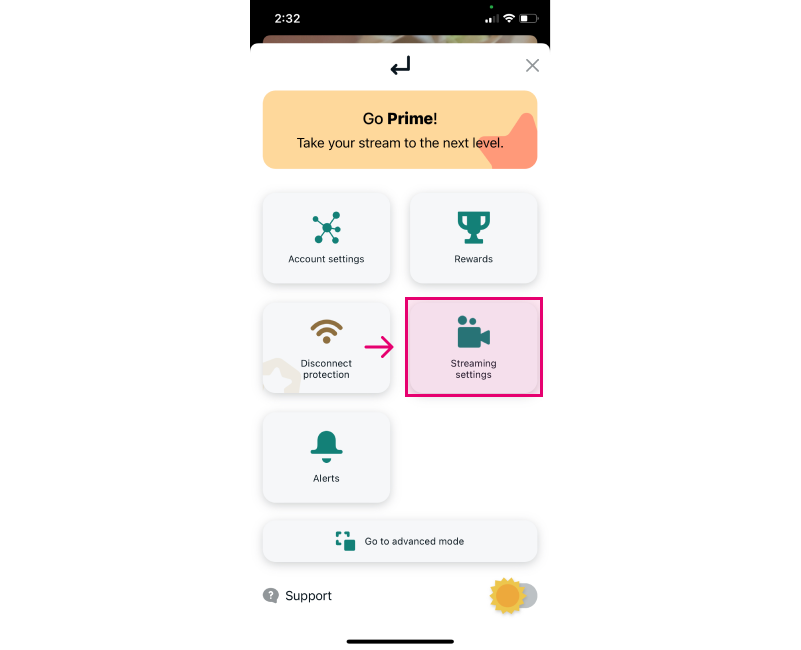 2:32
Go Prime!
Take your stream to the next level.
Account settings
Rewards
Disconnect
protection
Streaming
settings
Alerts
Go to advanced mode
? Support